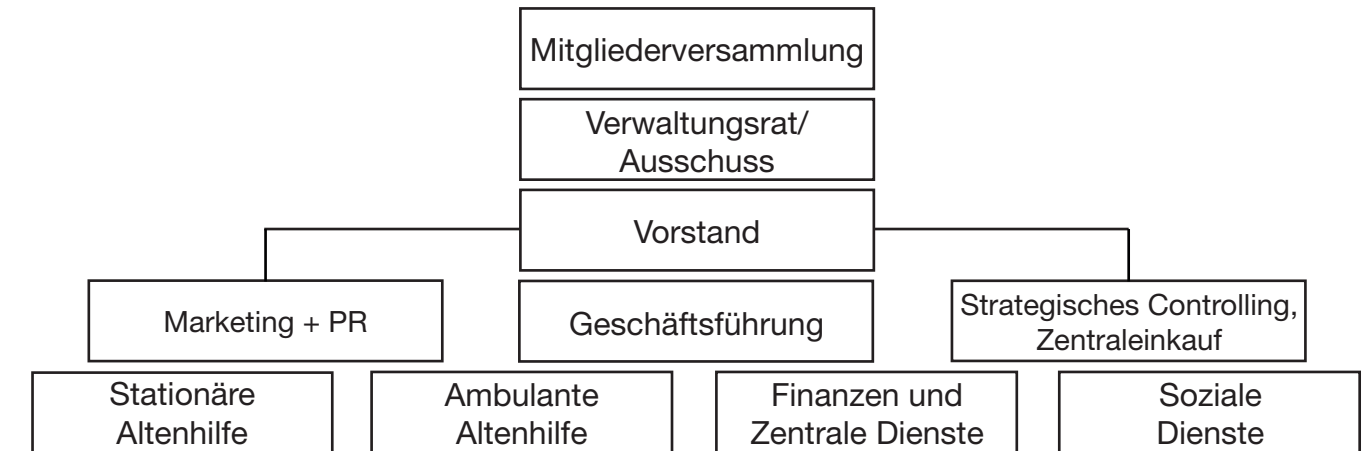 Mitgliederversammlung
Verwaltungsrat/
Ausschuss
Vorstand
Marketing + PR
Geschäftsführung
Strategisches Controlling,
Zentraleinkauf
Stationäre
Altenhilfe
Ambulante
Altenhilfe
Finanzen und
Zentrale Dienste
Soziale
Dienste